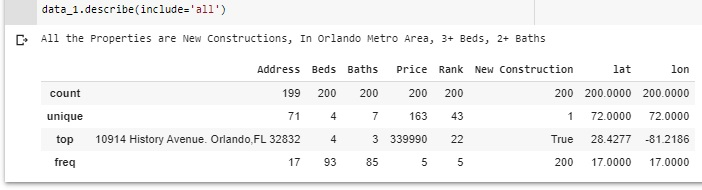 data_1.describe(include='all')
All the Properties are New Constructions, In Orlando Metro Area, 3+ Beds, 2+ Baths
Address Beds Baths Price Rank New Construction lat lon
count 199 200 200 200 200 200 200.0000 200.0000
unique 71 4 7 163 43 1 72.0000 72.0000
top 10914 History Avenue. Orlando,FL 32832 4 3 339990 22 True 28.4277 -81.2186
freq 17 93 85 5 5 200 17.0000 17.0000